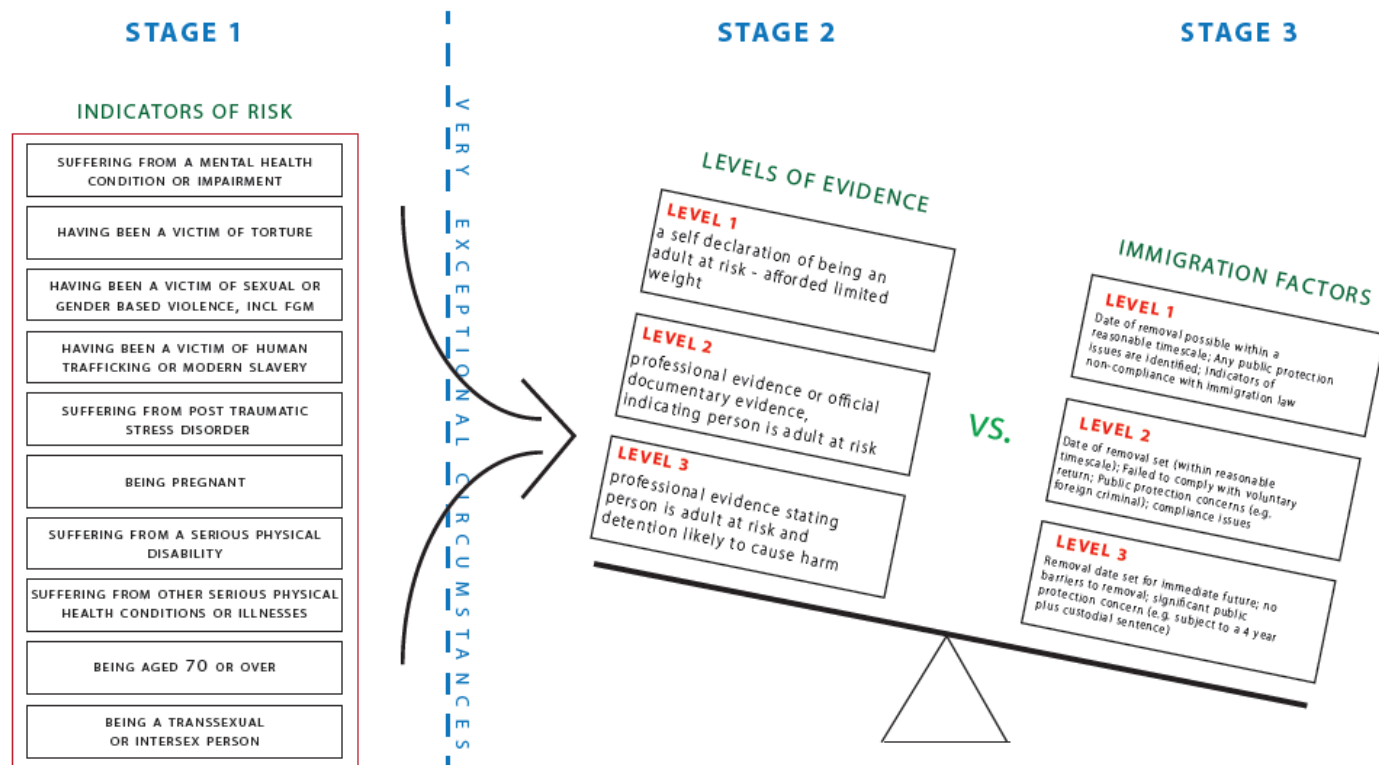 STAGE 1
INDICATORS OF RISK
SUFFERING FROM A MENTAL HEALTH
CONDITION OR IMPAIRMENT
HAVING BEEN A VICTIM OF TORTURE
HAVING BEEN A VICTIM OF SEXUAL OR
GENDER BASED VIOLENCE, INCL FGM
HAVING BEEN A VICTIM OF HUMAN
TRAFFICKING OR MODERN SLAVERY
SUFFERING FROM POST TRAUMATIC
STRESS DISORDER
BEING PREGNANT
SUFFERING FROM A SERIOUS PHYSICAL
DISABILITY
SUFFERING FROM OTHER SERIOUS PHYSICAL
HEALTH CONDITIONS OR ILLNESSES
BEING AGED 70 OR OVER
BEING A TRANSSEXUAL
OR INTERSEX PERSON
VERY EXCEPTIONAL CIRCUMSTANCES
STAGE 2
LEVELS OF EVIDENCE
LEVEL 1
a self declaration of being an
adult at risk - afforded limited
weight
LEVEL 2
professional evidence or official
documentary evidence,
indicating person is adult at risk
LEVEL 3
professional evidence stating
person is adult at risk and
detention likely to cause harm
VS.
STAGE 3
IMMIGRATION FACTORS
LEVEL 1
Date of removal possible within a
reasonable timescale; Any public protection
issues are identified; indicators of
non-compliance with immigration law
LEVEL 2
Date of removal set (within reasonable
timescale); Failed to comply with voluntary
return; Public protection concerns (e.g.
foreign criminal); compliance issues
LEVEL 3
Removal date set for immediate future; no
barriers to removal; significant public
protection concern (e.g. subject to a 4 year
plus custodial sentence)